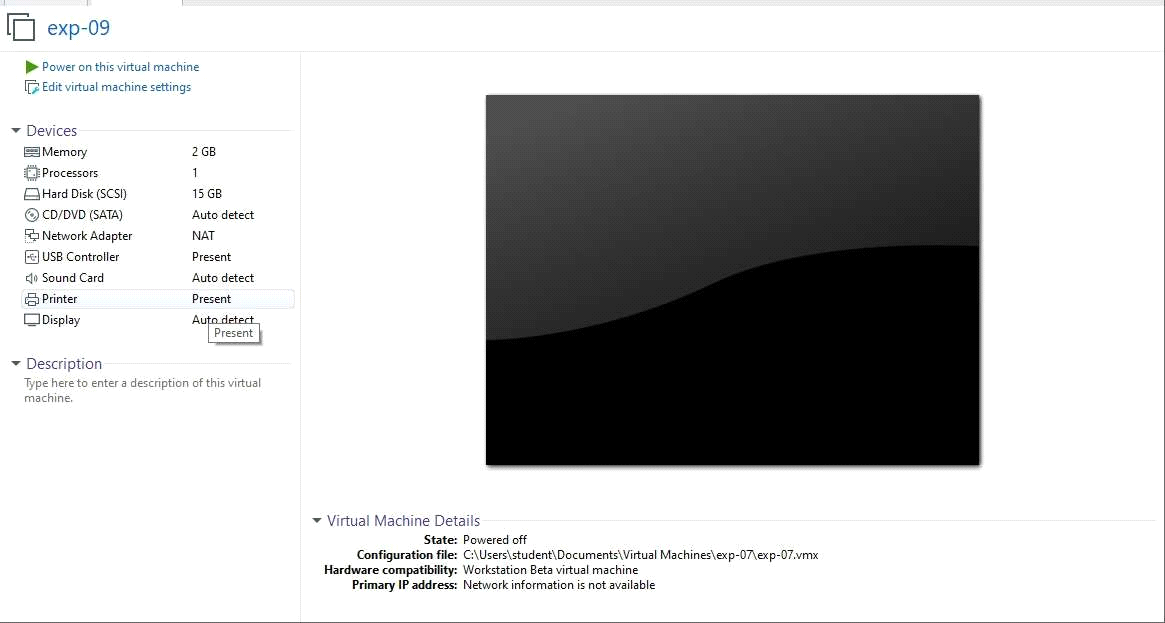 exp-09
Power on this virtual machine
Edit virtual machine settings
Devices
Memory 2 GB
Processors 1
Hard Disk (SCSI) 15 GB
CD/DVD (SATA) Auto detect
Network Adapter NAT
USB Controller Present
Sound Card Auto detect
Printer Present
Display Auto detect
Present
Description
Type here to enter a description of this virtual
machine.
Virtual Machine Details
State: Powered off
Configuration file: C:\Users\student\Documents\Virtual Machines\exp-07\exp-07.vmx
Hardware compatibility: Workstation Beta virtual machine
Primary IP address: Network information is not available